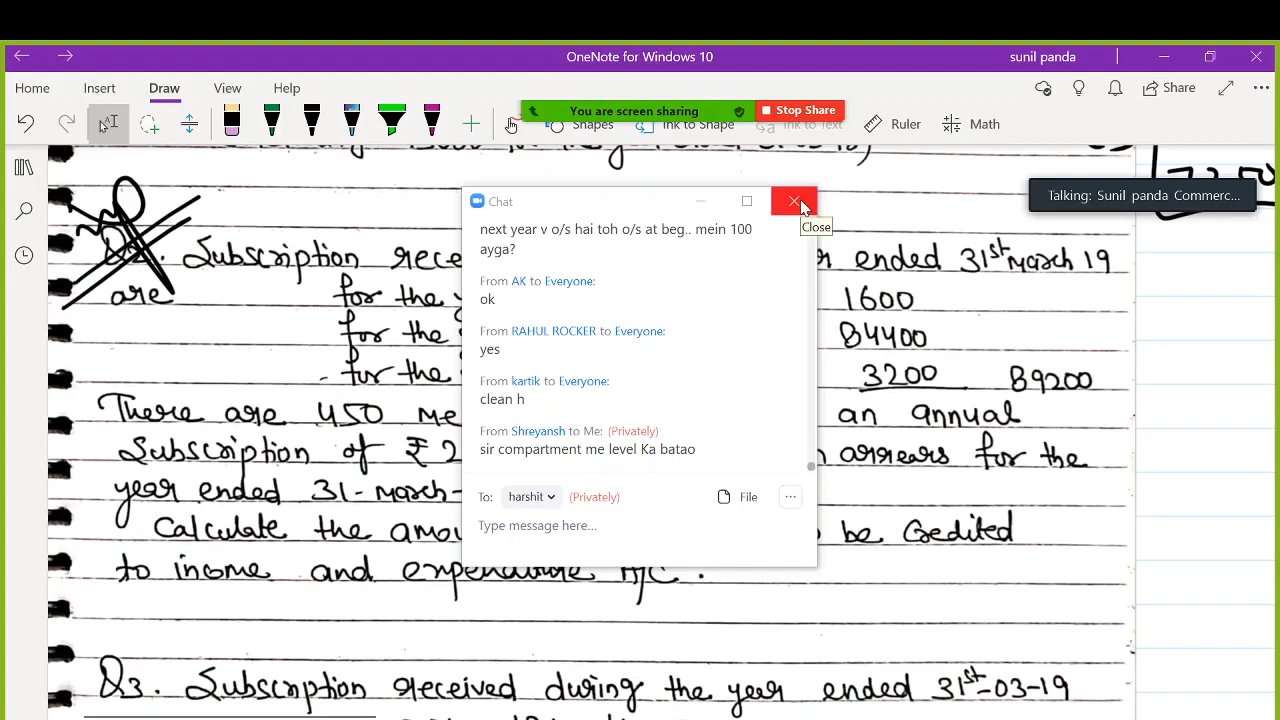 OneNote for Windows 10
sunil panda
Home
Insert
Draw
View
Help
Share
You are screen sharing
Stop Share
Shapes
Ink to Shape
Ink to Text
Ruler
Math
Talking: Sunil panda Commerc...
Chat
Close
next year v o/s hai toh o/s at beg.. mein 100
ayga?
From AK to Everyone:
ok
From RAHUL ROCKER to Everyone:
yes
From kartik to Everyone:
clean h
From Shreyansh to Me: (Privately)
sir compartment me level Ka batao
To: harshit (Privately)
File
Type message here...
Subscription ended 31st March 19
are for the 1600
for the 84400
for the 3200 89200
There are 450 an annual
Subscription of ₹ 2 arrears for the
year ended 31-March-
Calculate the be Credited
to income and expenditure A/C.
Q3. Subscription received during the year ended 31st-03-19